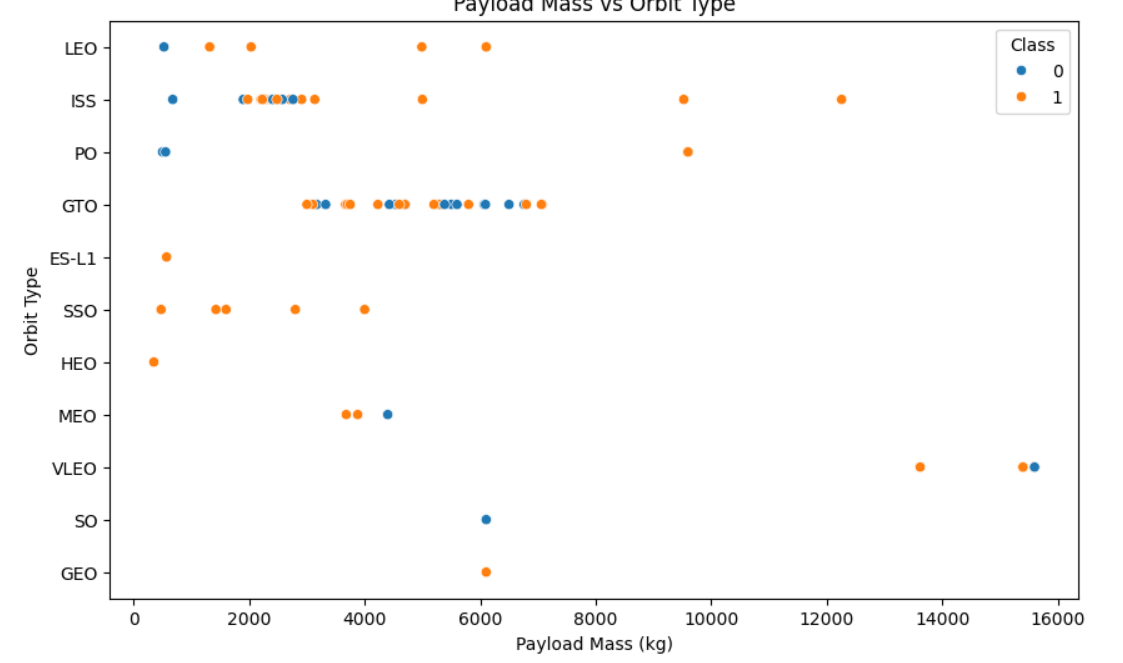 Payload Mass vs Orbit Type
Class
0
1
LEO
ISS
PO
GTO
ES-L1
SSO
HEO
MEO
VLEO
SO
GEO
Orbit Type
0 2000 4000 6000 8000 10000 12000 14000 16000
Payload Mass (kg)